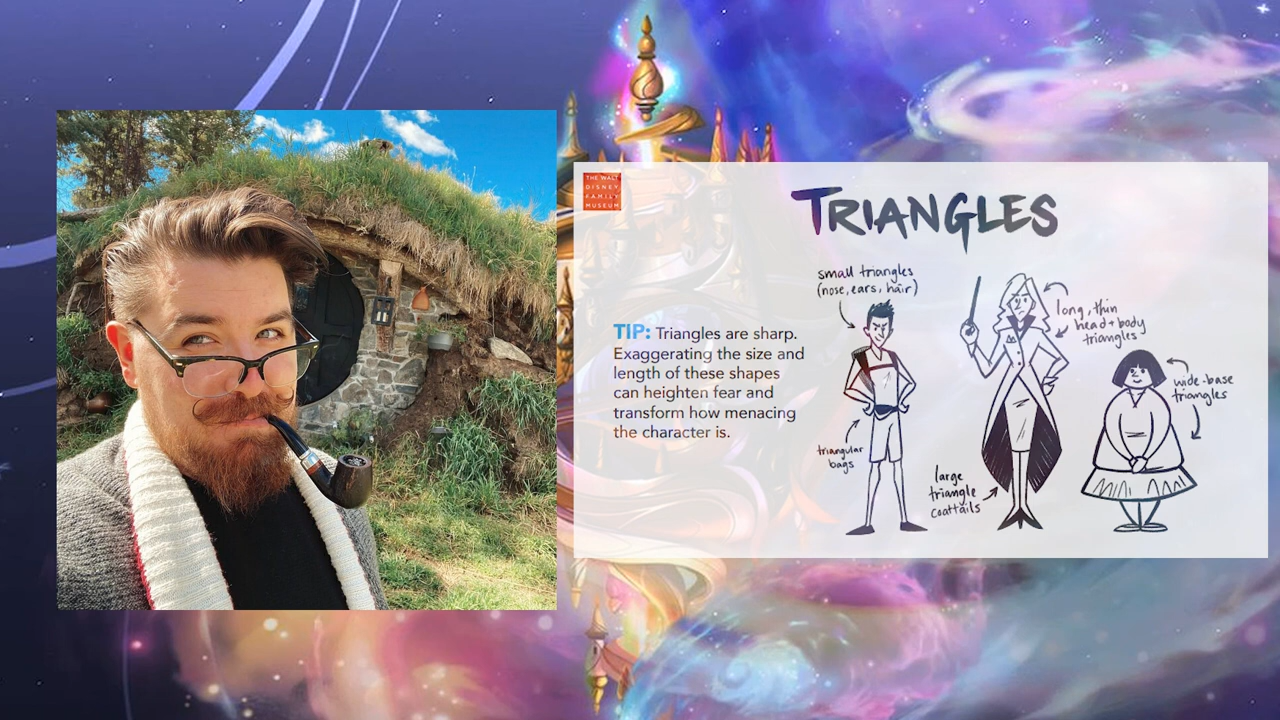 THE WALT
DISNEY
FAMILY
MUSEUM
TRIANGLES
TIP: Triangles are sharp.
Exaggerating the size and
length of these shapes
can heighten fear and
transform how menacing
the character is.
small triangles
(nose, ears, hair)
triangular
bags
long, thin
head + body
triangles
large
triangle
coattails
wide-base
triangles